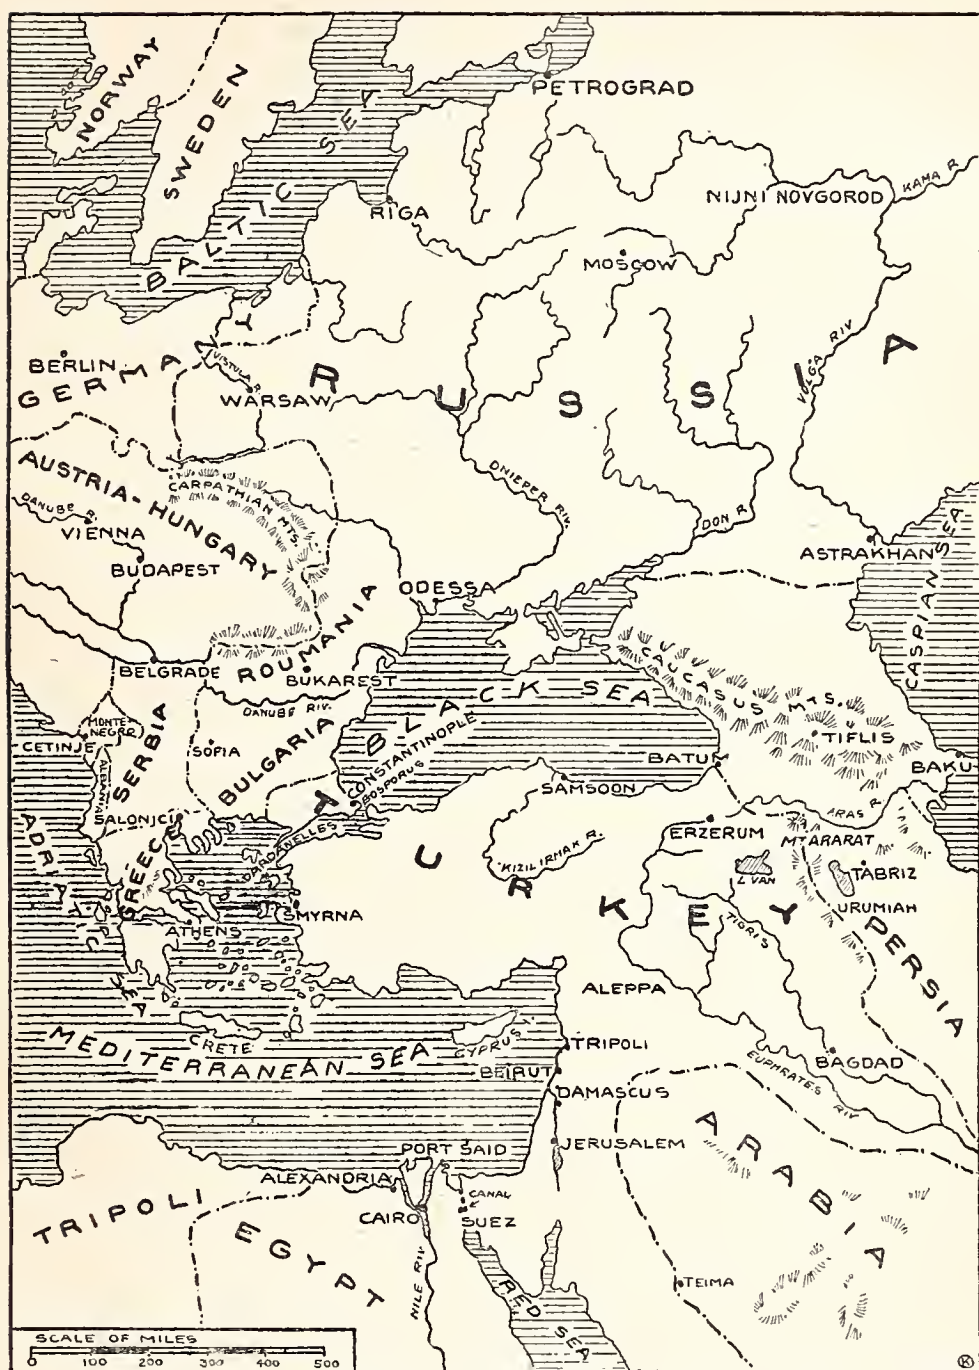 NORWAY
SWEDEN
BALTIC SEA
PETROGRAD
RIGA
NIJNI NOVGOROD
KAMA R.
MOSCOW
BERLIN
GERMANY
VISTULA R.
WARSAW
RUSSIA
VOLGA RIV
AUSTRIA-HUNGARY
CARPATHIAN MTS.
DANUBE R.
VIENNA
BUDAPEST
DNIEPER RIV.
DON R.
ASTRAKHAN
CASPIAN SEA
ODESSA
ROUMANIA
BELGRADE
BUKAREST
DANUBE RIV.
BLACK SEA
CAUCASUS MTS.
TIFLIS
MONTE-
NEGRO
CETINJE
SERBIA
SOFIA
BULGARIA
CONSTANTINOPLE
BOSPORUS
BATUM
BAKU
SAMSOON
ALBANIA
SALONICI
ADRIATIC SEA
GREECE
DARDANELLES
TURKEY
KIZIL IRMAK R.
ERZERUM
ARAS R.
MT ARARAT
L VAN
TABRIZ
URUMIAH
SMYRNA
ATHENS
TIGRIS
PERSIA
ALEPPA
MEDITERRANEAN SEA
CRETE
CYPRUS I.
TRIPOLI
BEIRUT
BAGDAD
EUPHRATES RIV
DAMASCUS
ARABIA
JERUSALEM
PORT SAID
ALEXANDRIA
CANAL
CAIRO
SUEZ
TRIPOLI
EGYPT
NILE RIV
RED SEA
TEIMA
SCALE OF MILES
0 100 200 300 400 500